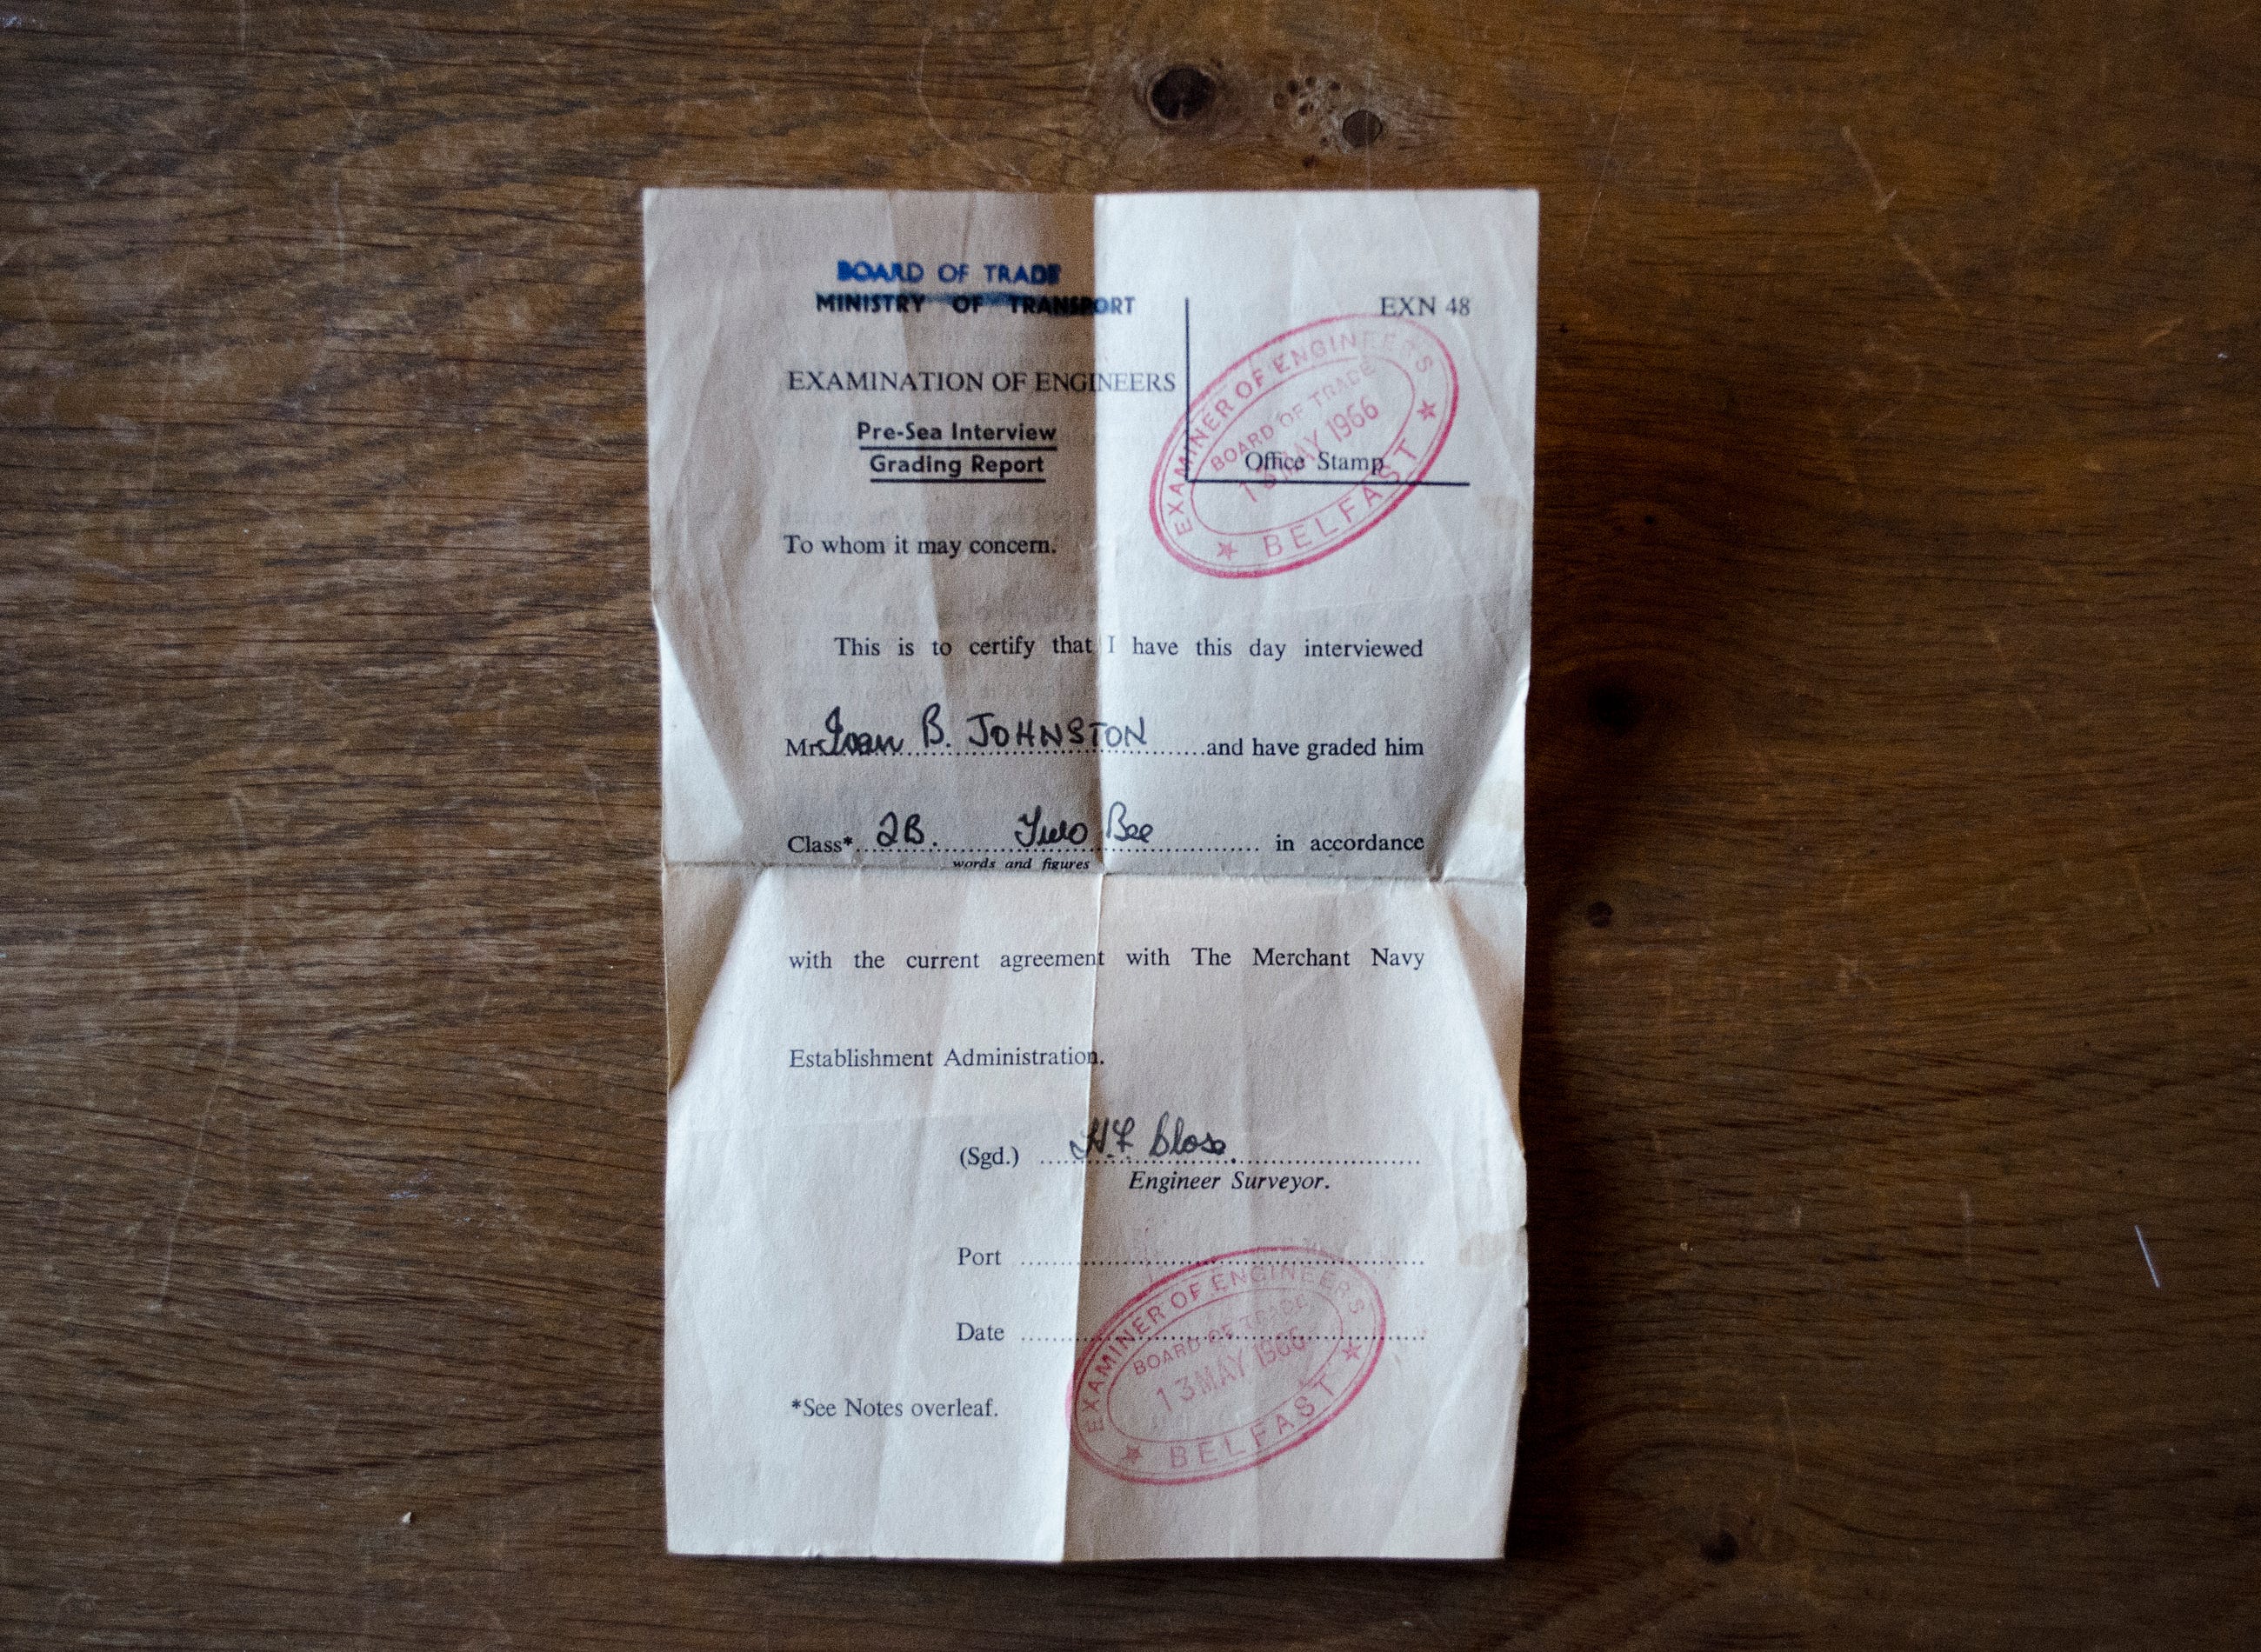 BOARD OF TRADE
MINISTRY OF TRANSPORT
EXN 48
EXAMINATION OF ENGINEERS
Pre-Sea Interview
Grading Report
EXAMINER OF ENGINEERS
BOARD OF TRADE
13 MAY 1966
Office Stamp
★ BELFAST ★
To whom it may concern.
This is to certify that I have this day interviewed
Mr. Ivan B. JOHNSTON and have graded him
Class* 2B. Two Bee in accordance
words and figures
with the current agreement with The Merchant Navy
Establishment Administration.
(Sgd.) H.F. Close.
Engineer Surveyor.
Port
Date
EXAMINER OF ENGINEERS
BOARD OF TRADE
13 MAY 1966
★ BELFAST ★
*See Notes overleaf.